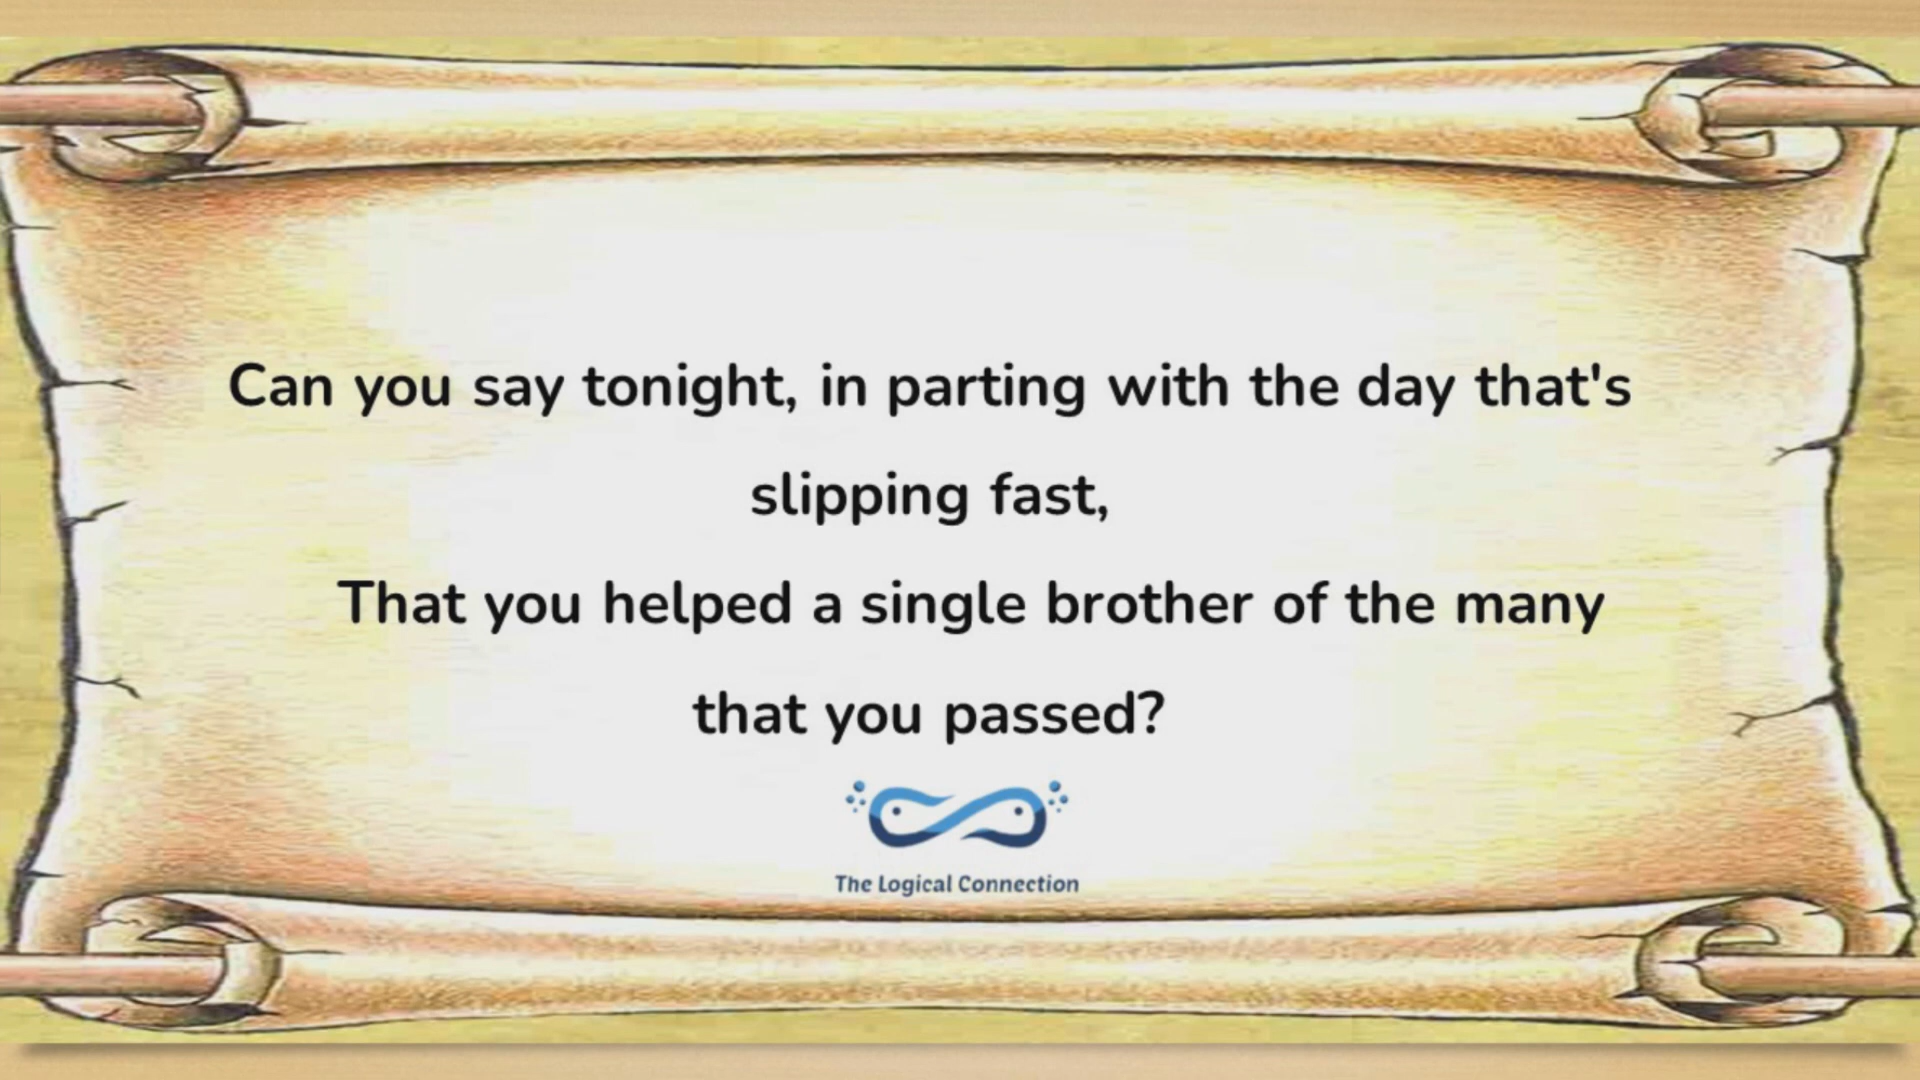 Can you say tonight, in parting with the day that's
slipping fast,
That you helped a single brother of the many
that you passed?
The Logical Connection